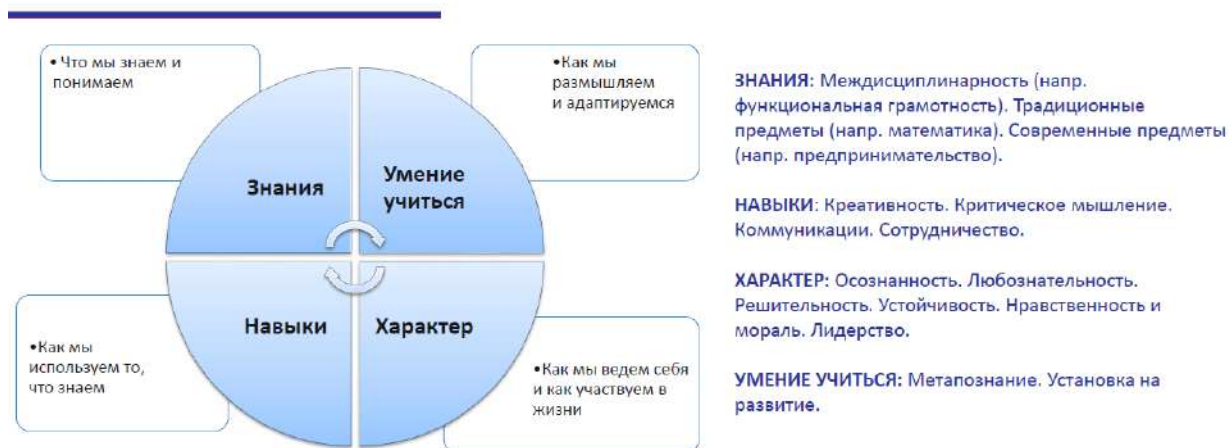 • Что мы знаем и
понимаем
•Как мы
размышляем
и адаптируемся
Знания
Умение
учиться
Навыки
Характер
•Как мы
используем то,
что знаем
•Как мы ведем себя
и как участвуем в
жизни
ЗНАНИЯ: Междисциплинарность (напр.
функциональная грамотность). Традиционные
предметы (напр. математика). Современные предметы
(напр. предпринимательство).
НАВЫКИ: Креативность. Критическое мышление.
Коммуникации. Сотрудничество.
ХАРАКТЕР: Осознанность. Любознательность.
Решительность. Устойчивость. Нравственность и
мораль. Лидерство.
УМЕНИЕ УЧИТЬСЯ: Метапознание. Установка на
развитие.